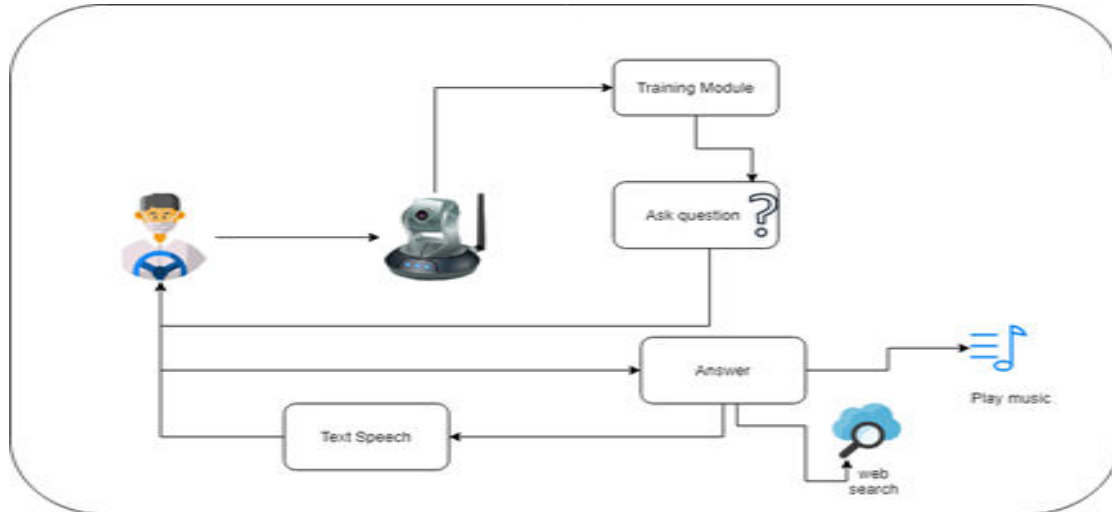 Training Module
Ask question ?
Answer
Play music
Text Speech
web
search